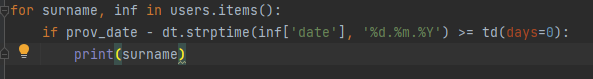 for surname, inf in users.items():
    if prov_date - dt.strptime(inf['date'], '%d.%m.%Y') >= td(days=0):
        print(surname)